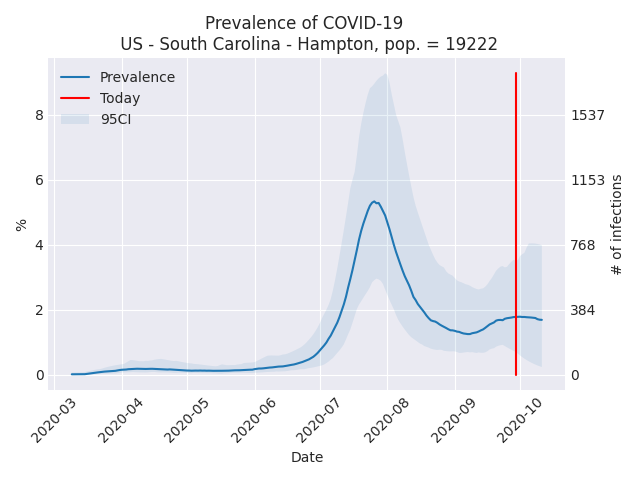 Prevalence of COVID-19
US - South Carolina - Hampton, pop. = 19222
Prevalence
Today
95CI
8
6
4
2
0
%
1537
1153
768
384
0
# of infections
2020-03
2020-04
2020-05
2020-06
2020-07
2020-08
2020-09
2020-10
Date